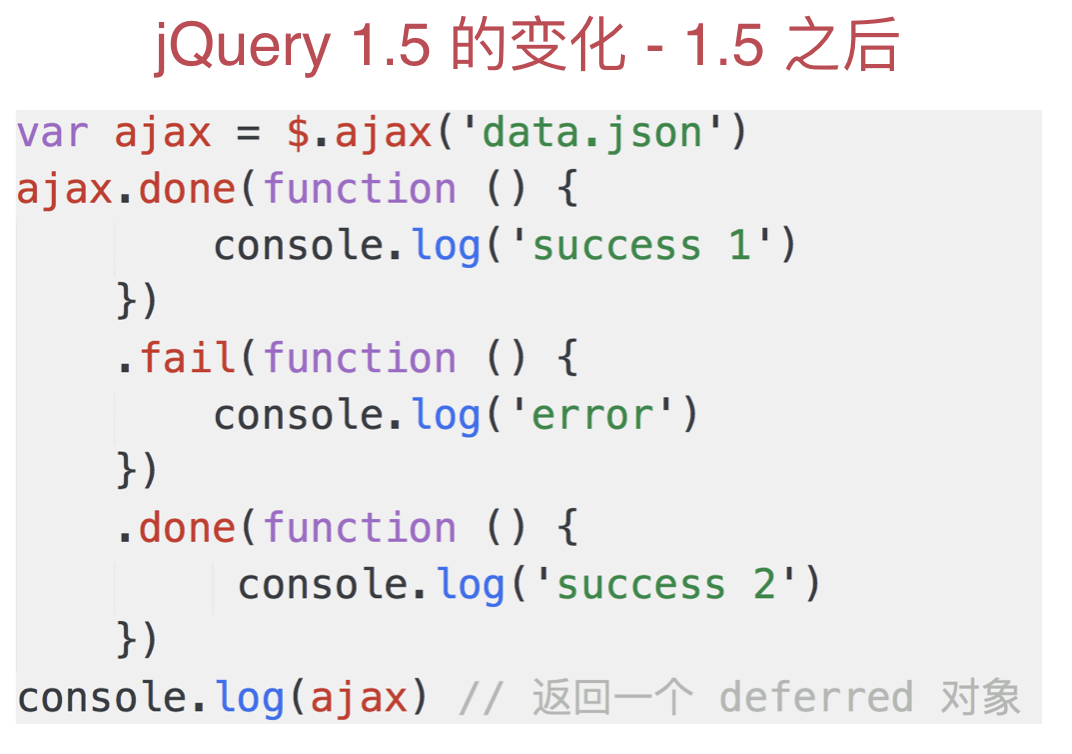 jQuery 1.5 的变化 - 1.5 之后
var ajax = $.ajax('data.json')
ajax.done(function () {
        console.log('success 1')
    })
    .fail(function () {
        console.log('error')
    })
    .done(function () {
         console.log('success 2')
    })
console.log(ajax) // 返回一个 deferred 对象